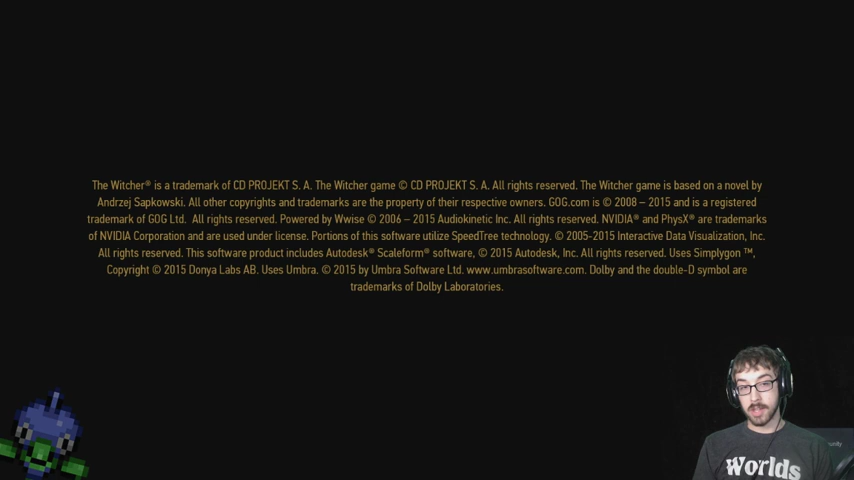 The Witcher® is a trademark of CD PROJEKT S. A. The Witcher game © CD PROJEKT S. A. All rights reserved. The Witcher game is based on a novel by
Andrzej Sapkowski. All other copyrights and trademarks are the property of their respective owners. GOG.com is © 2008 – 2015 and is a registered
trademark of GOG Ltd.  All rights reserved. Powered by Wwise © 2006 – 2015 Audiokinetic Inc. All rights reserved. NVIDIA® and PhysX® are trademarks
of NVIDIA Corporation and are used under license. Portions of this software utilize SpeedTree technology. © 2005-2015 Interactive Data Visualization, Inc.
All rights reserved. This software product includes Autodesk® Scaleform® software, © 2015 Autodesk, Inc. All rights reserved. Uses Simplygon ™,
Copyright © 2015 Donya Labs AB. Uses Umbra. © 2015 by Umbra Software Ltd. www.umbrasoftware.com. Dolby and the double-D symbol are
trademarks of Dolby Laboratories.
Worlds